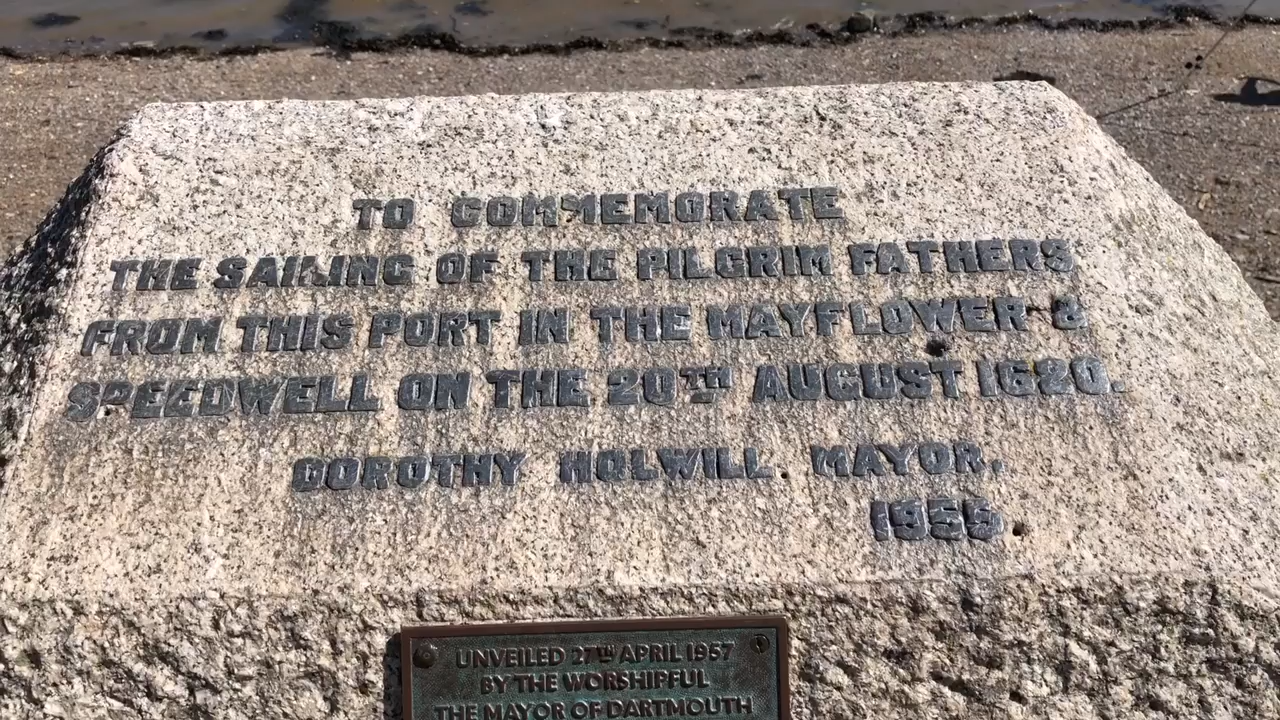 TO COMMEMORATE
THE SAILING OF THE PILGRIM FATHERS
FROM THIS PORT IN THE MAYFLOWER &
SPEEDWELL ON THE 20TH AUGUST 1620.
DOROTHY HOLWILL. MAYOR.
1955
UNVEILED 27TH APRIL 1957
BY THE WORSHIPFUL
THE MAYOR OF DARTMOUTH